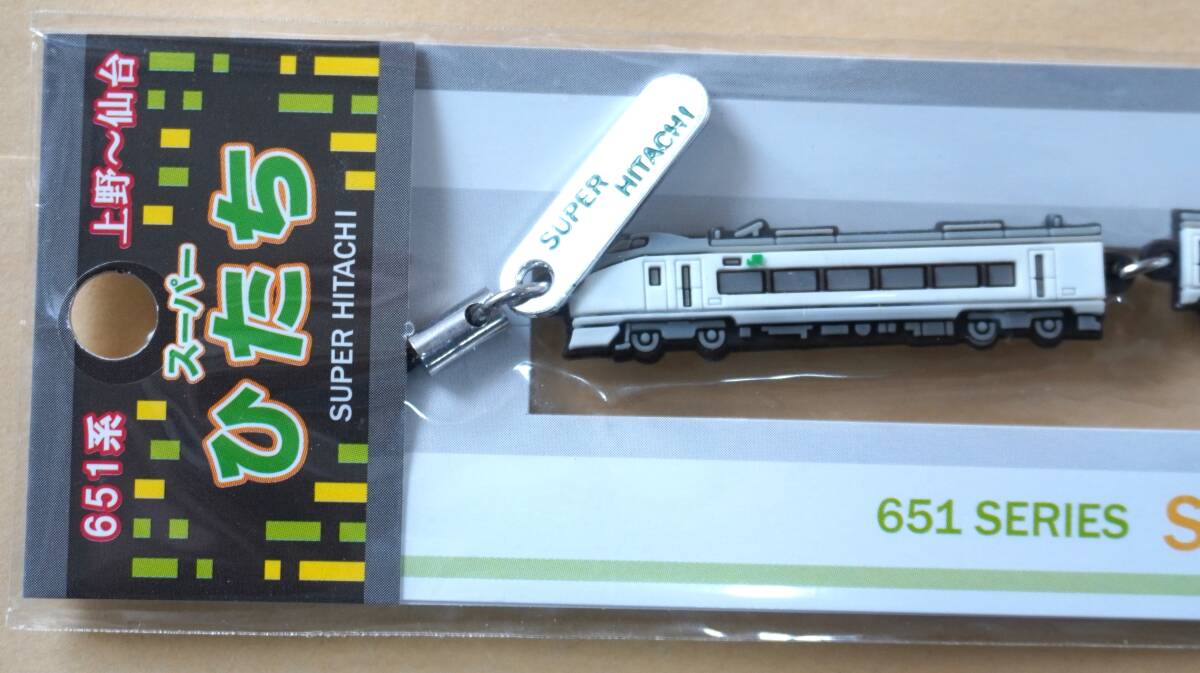 651系 上野～仙台
スーパー
ひたち
SUPER HITACHI
SUPER
HITACHI
JR
651 SERIES S